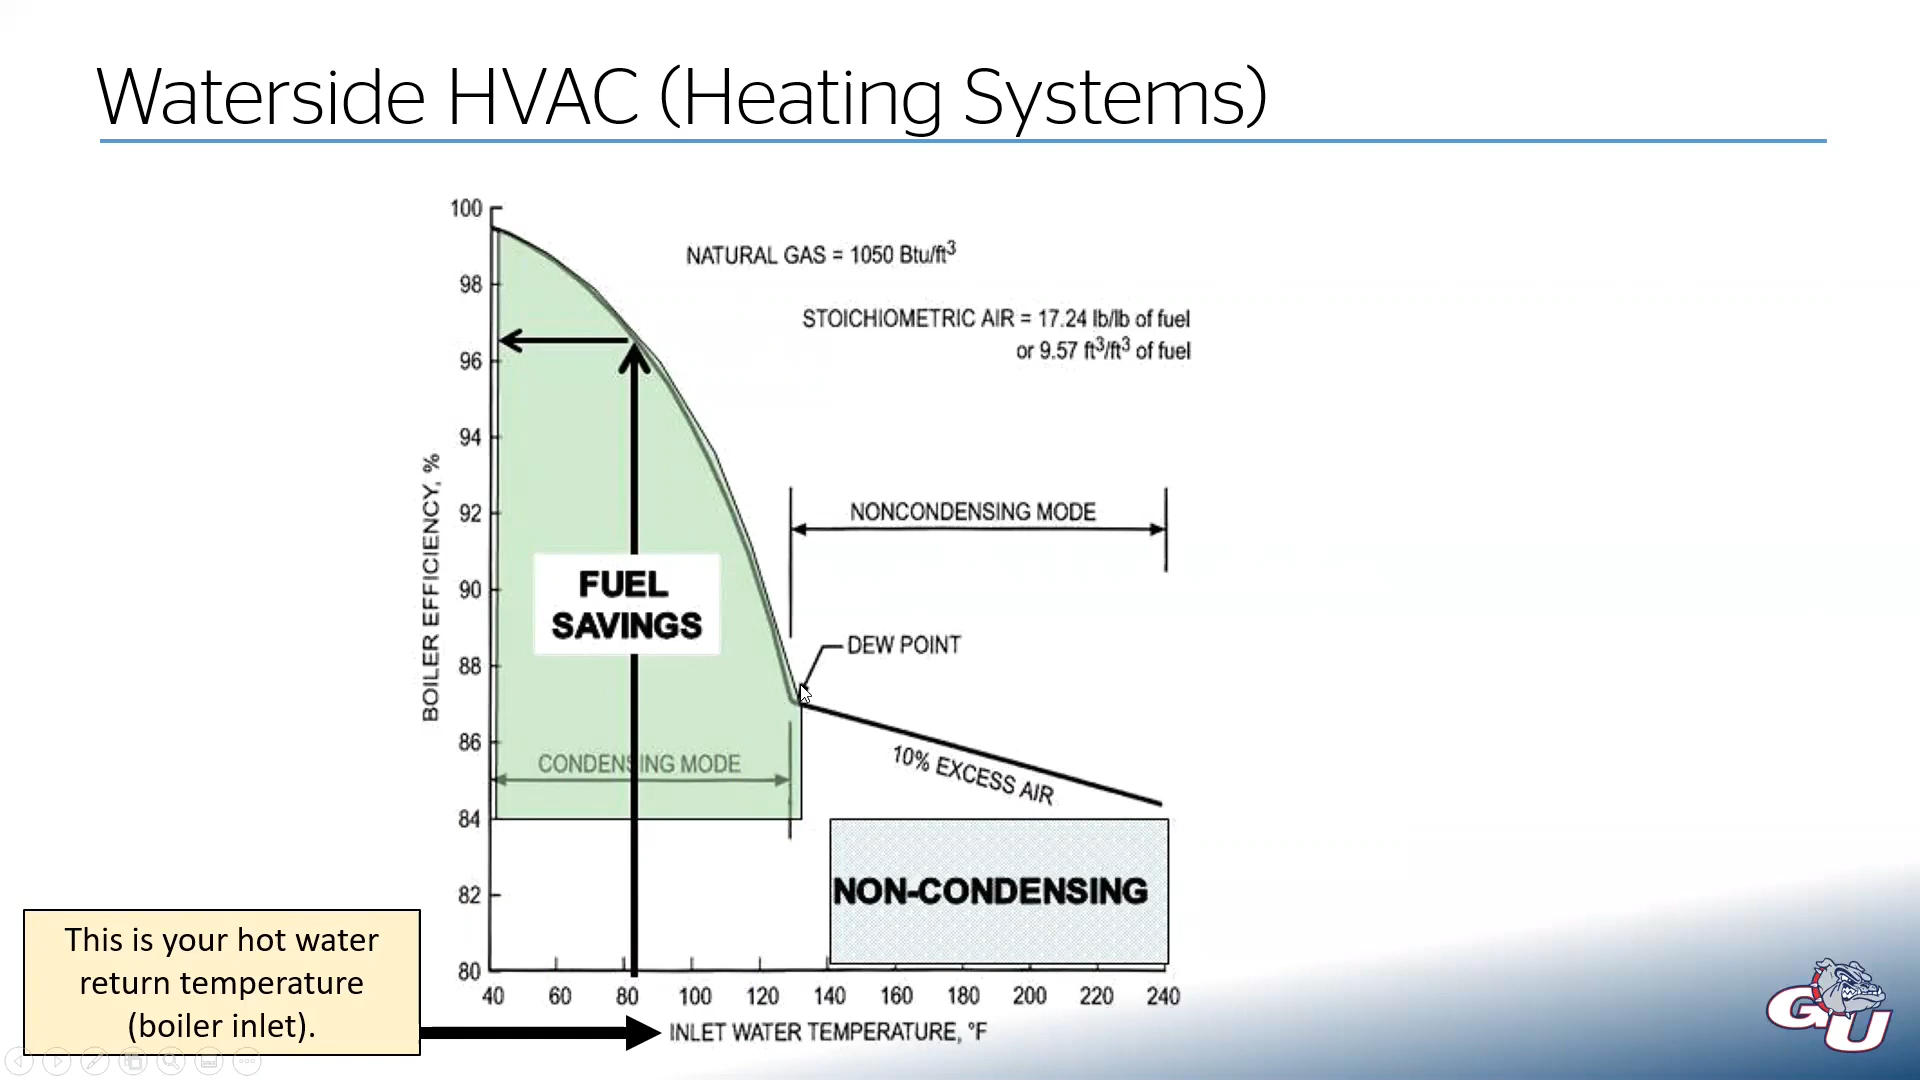 Waterside HVAC (Heating Systems)
100
98
96
94
92
90
88
86
84
82
80
BOILER EFFICIENCY, %
NATURAL GAS = 1050 Btu/ft³
STOICHIOMETRIC AIR = 17.24 lb/lb of fuel
or 9.57 ft³/ft³ of fuel
NONCONDENSING MODE
FUEL
SAVINGS
DEW POINT
CONDENSING MODE
10% EXCESS AIR
NON-CONDENSING
40 60 80 100 120 140 160 180 200 220 240
INLET WATER TEMPERATURE, °F
This is your hot water
return temperature
(boiler inlet).
GU